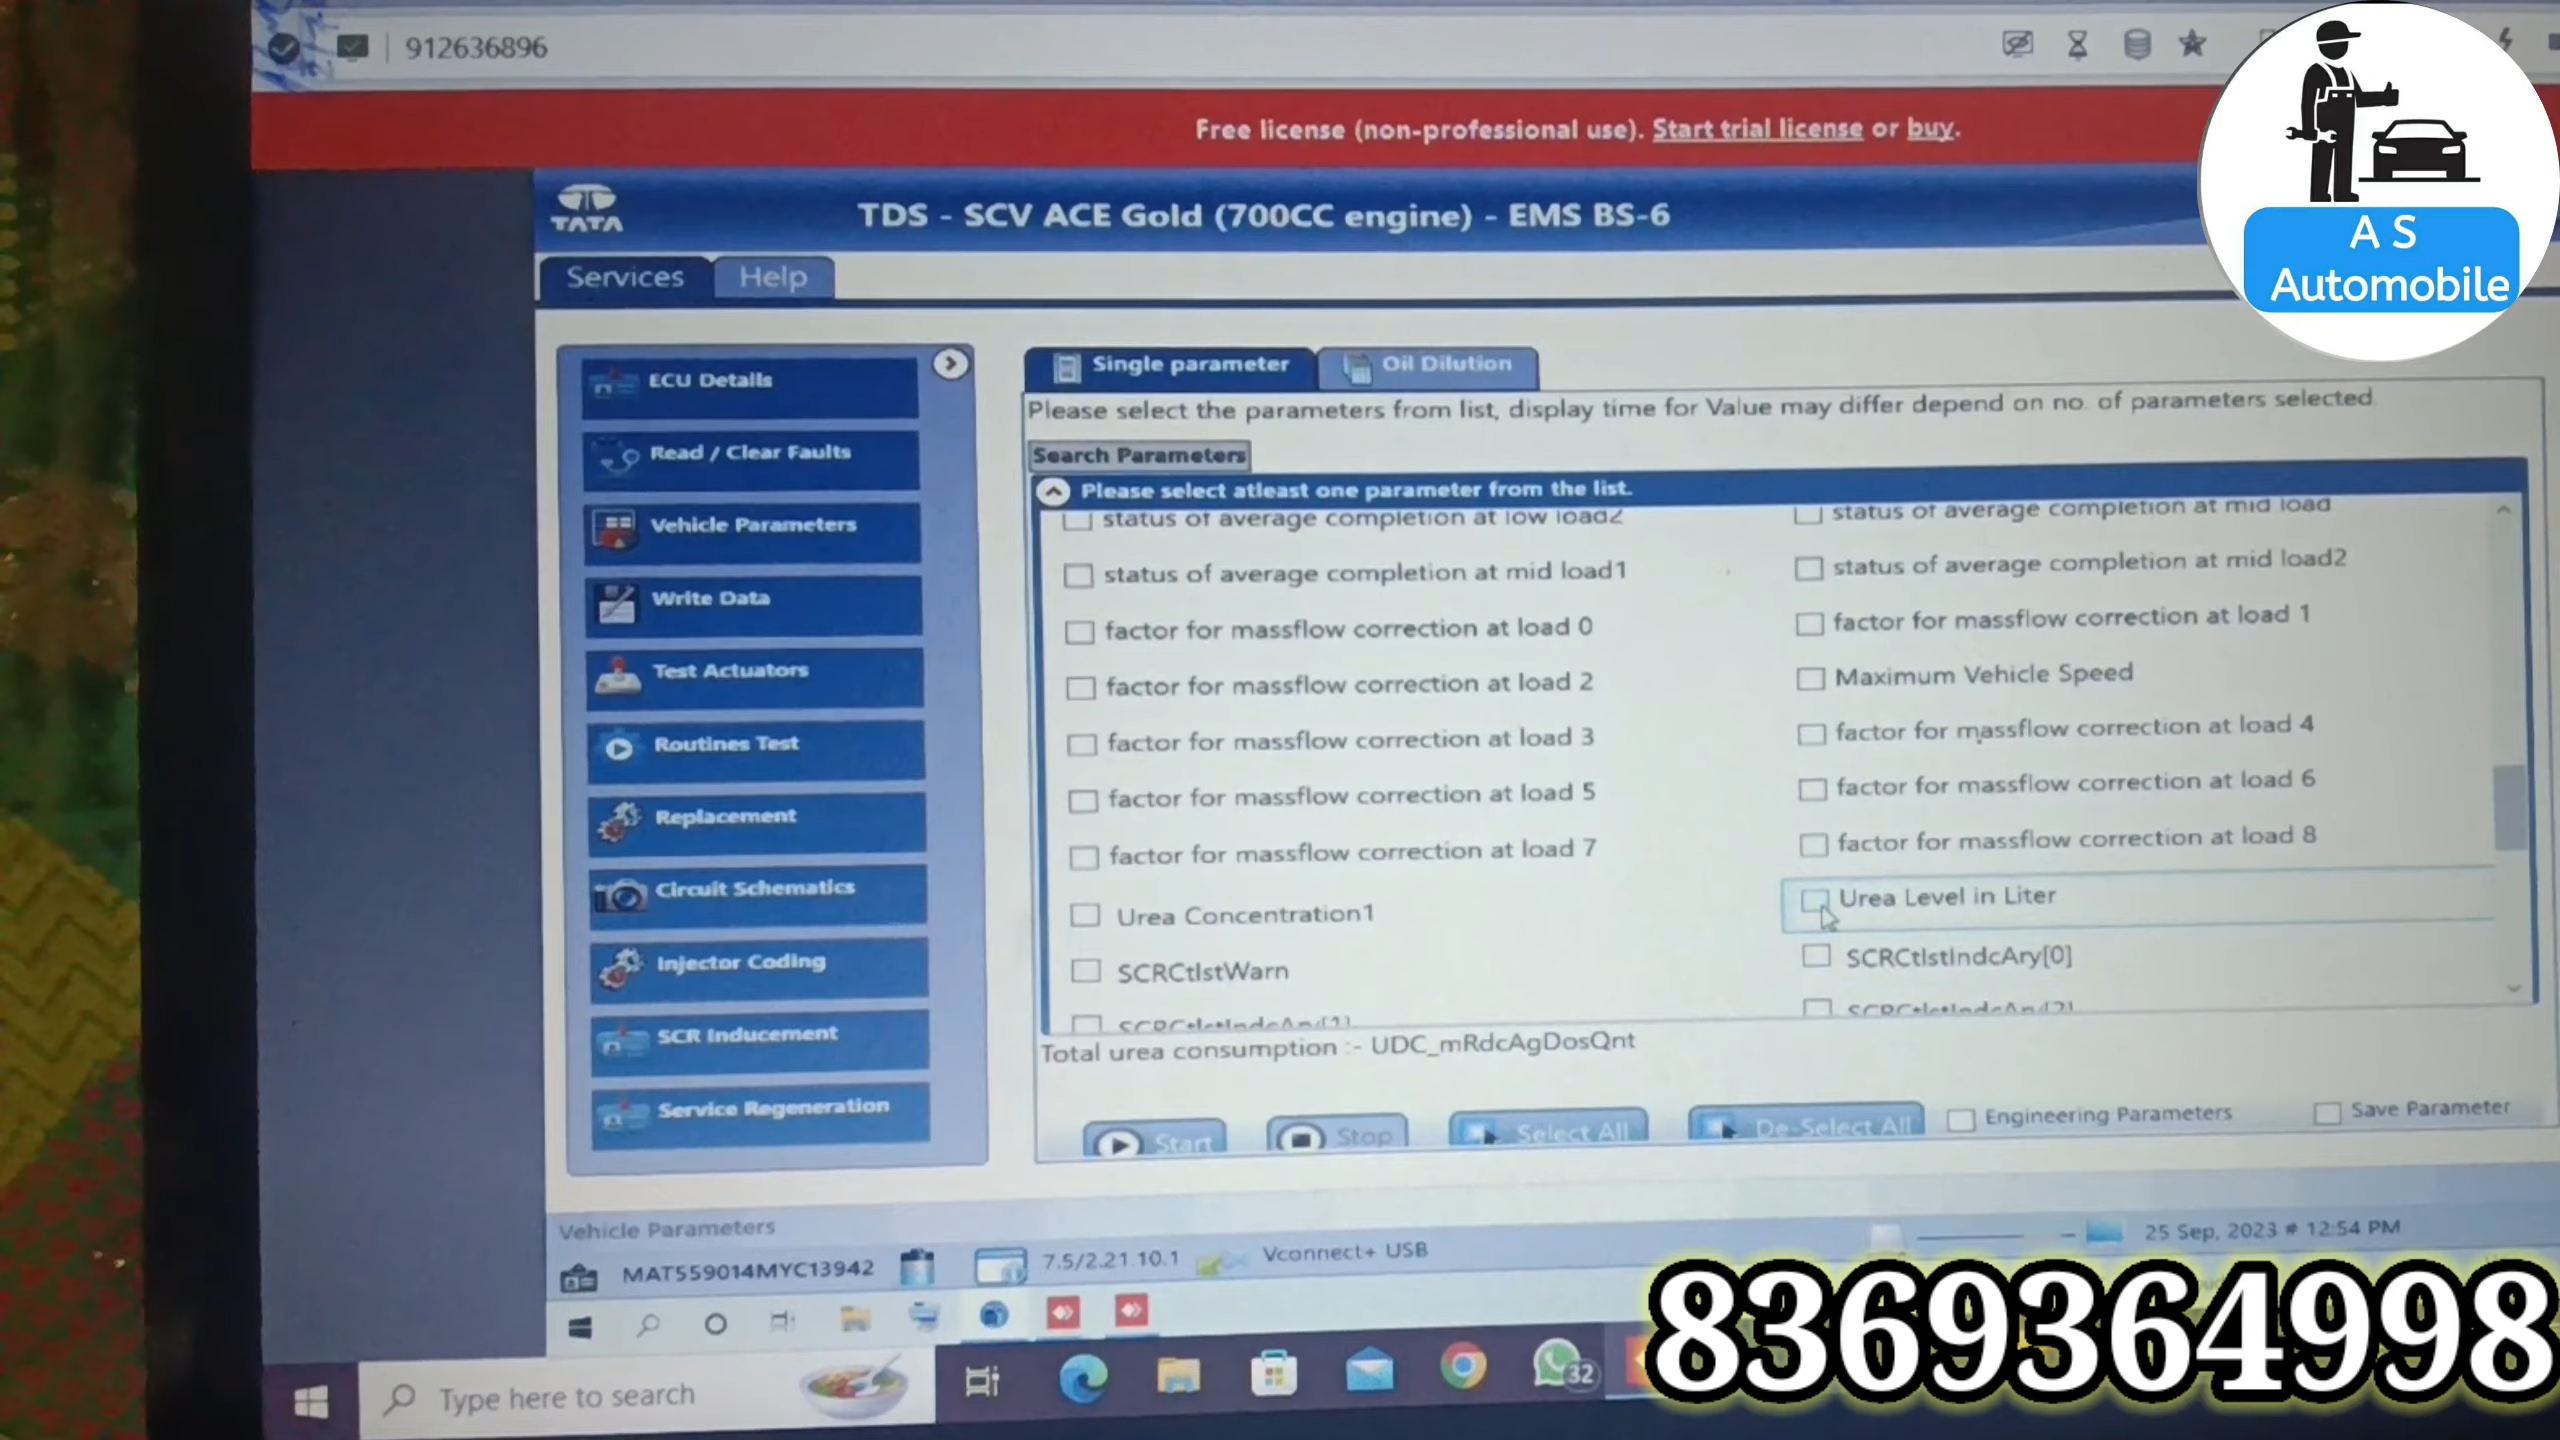 912636896
Free license (non-professional use). Start trial license or buy.
A S
Automobile
TATA
TDS - SCV ACE Gold (700CC engine) - EMS BS-6
Services
Help
ECU Details
Read / Clear Faults
Vehicle Parameters
Write Data
Test Actuators
Routines Test
Replacement
Circuit Schematics
Injector Coding
SCR Inducement
Service Regeneration
Single parameter
Oil Dilution
Please select the parameters from list, display time for Value may differ depend on no. of parameters selected
Search Parameters
Please select atleast one parameter from the list.
status of average completion at low load2
status of average completion at mid load
status of average completion at mid load1
status of average completion at mid load2
factor for massflow correction at load 0
factor for massflow correction at load 1
factor for massflow correction at load 2
Maximum Vehicle Speed
factor for massflow correction at load 3
factor for massflow correction at load 4
factor for massflow correction at load 5
factor for massflow correction at load 6
factor for massflow correction at load 7
factor for massflow correction at load 8
Urea Concentration1
Urea Level in Liter
SCRCtlstWarn
SCRCtlstIndcAry[0]
Total urea consumption :- UDC_mRdcAgDosQnt
Start
Stop
Select All
De-Select All
Engineering Parameters
Save Parameter
Vehicle Parameters
25 Sep, 2023 # 12:54 PM
MAT559014MYC13942
7.5/2.21.10.1
Vconnect+ USB
Type here to search
32
8369364998